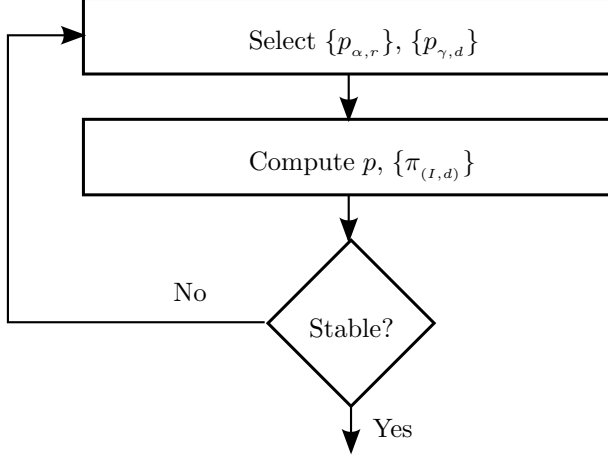 Select {p_{α,r}}, {p_{γ,d}}
Compute p, {π_{(I,d)}}
No
Stable?
Yes